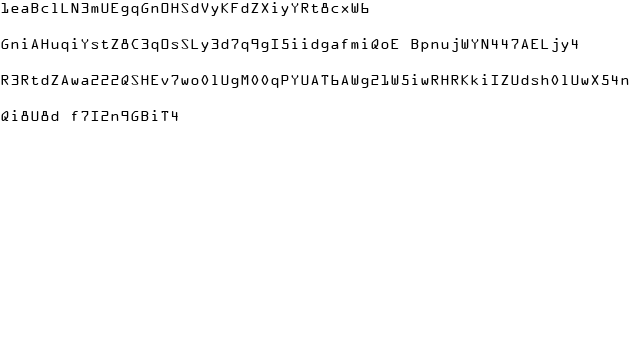 1eaBc1LN3mUEgqGnOHSdVyKFdZXiyYRt8cxW6
GniAHuqiYstZ8C3qOsSLy3d7q9gI5iidgafmiQoE BpnujWYN447AELjy4
R3RtdZAwa222QSHEv7wo01UgM00qPYUAT6AWg21W5iwRHRKkiIZUdsh01UwX54n
Qi8U8d f7I2n9GBiT4